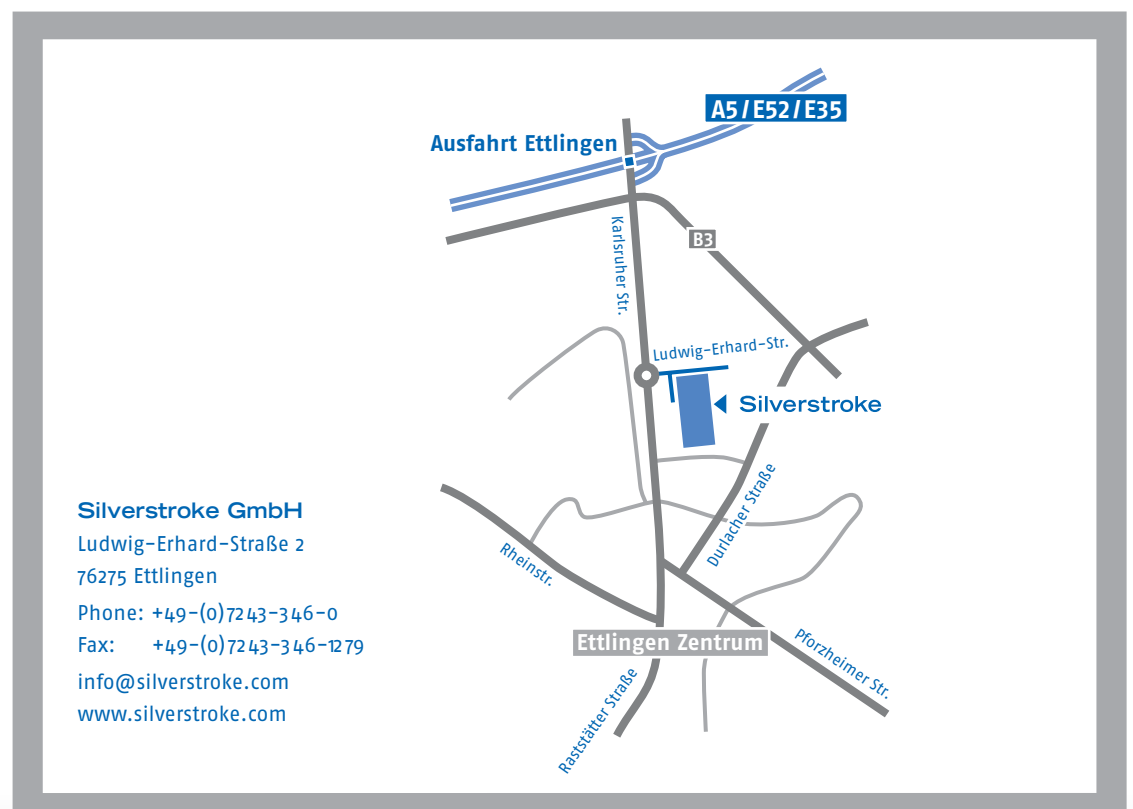 A5/E52/E35
Ausfahrt Ettlingen
Karlsruher Str.
B3
Ludwig-Erhard-Str.
Silverstroke
Durlacher Straße
Rheinstr.
Ettlingen Zentrum
Pforzheimer Str.
Raststätter Straße
Silverstroke GmbH
Ludwig-Erhard-Straße 2
76275 Ettlingen
Phone: +49-(0)7243-346-0
Fax: +49-(0)7243-346-1279
info@silverstroke.com
www.silverstroke.com